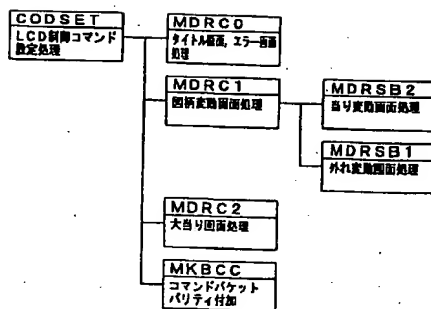 CODSET
LCD制御コマンド
設定処理
MDRC0
タイトル画面，エラー画面
処理
MDRC1
図柄変動画面処理
MDRSB2
当り変動画面処理
MDRSB1
外れ変動画面処理
MDRC2
大当り画面処理
MKBCC
コマンドパケット
パリティ付加